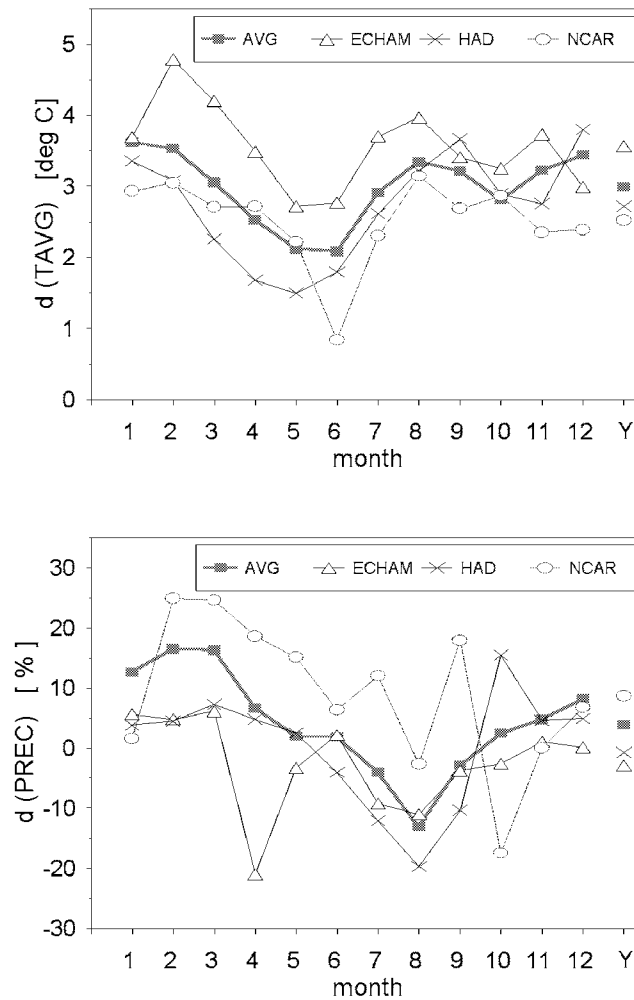 AVG ECHAM HAD NCAR
d (TAVG) [deg C]
5
4
3
2
1
0
1 2 3 4 5 6 7 8 9 10 11 12 Y
month
AVG ECHAM HAD NCAR
d (PREC) [ % ]
30
20
10
0
-10
-20
-30
1 2 3 4 5 6 7 8 9 10 11 12 Y
month